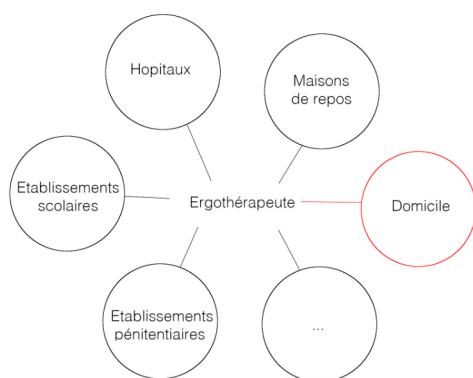 Hopitaux
Maisons
de repos
Etablissements
scolaires
Ergothérapeute
Domicile
Etablissements
pénitentiaires
...